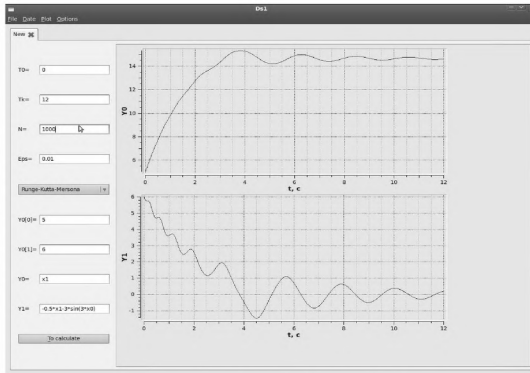 Ds1
File Date Plot Options
New
T0= 0
Tk= 12
N= 1000
Eps= 0.01
Runge-Kutta-Mersona
Y0[0]= 5
Y0[1]= 6
Y0= x1
Y1= -0.5*x1-3*sin(3*x0)
To calculate
Y0
14
12
10
8
6
0 2 4 6 8 10 12
t, c
Y1
6
5
4
3
2
1
0
-1
0 2 4 6 8 10 12
t, c